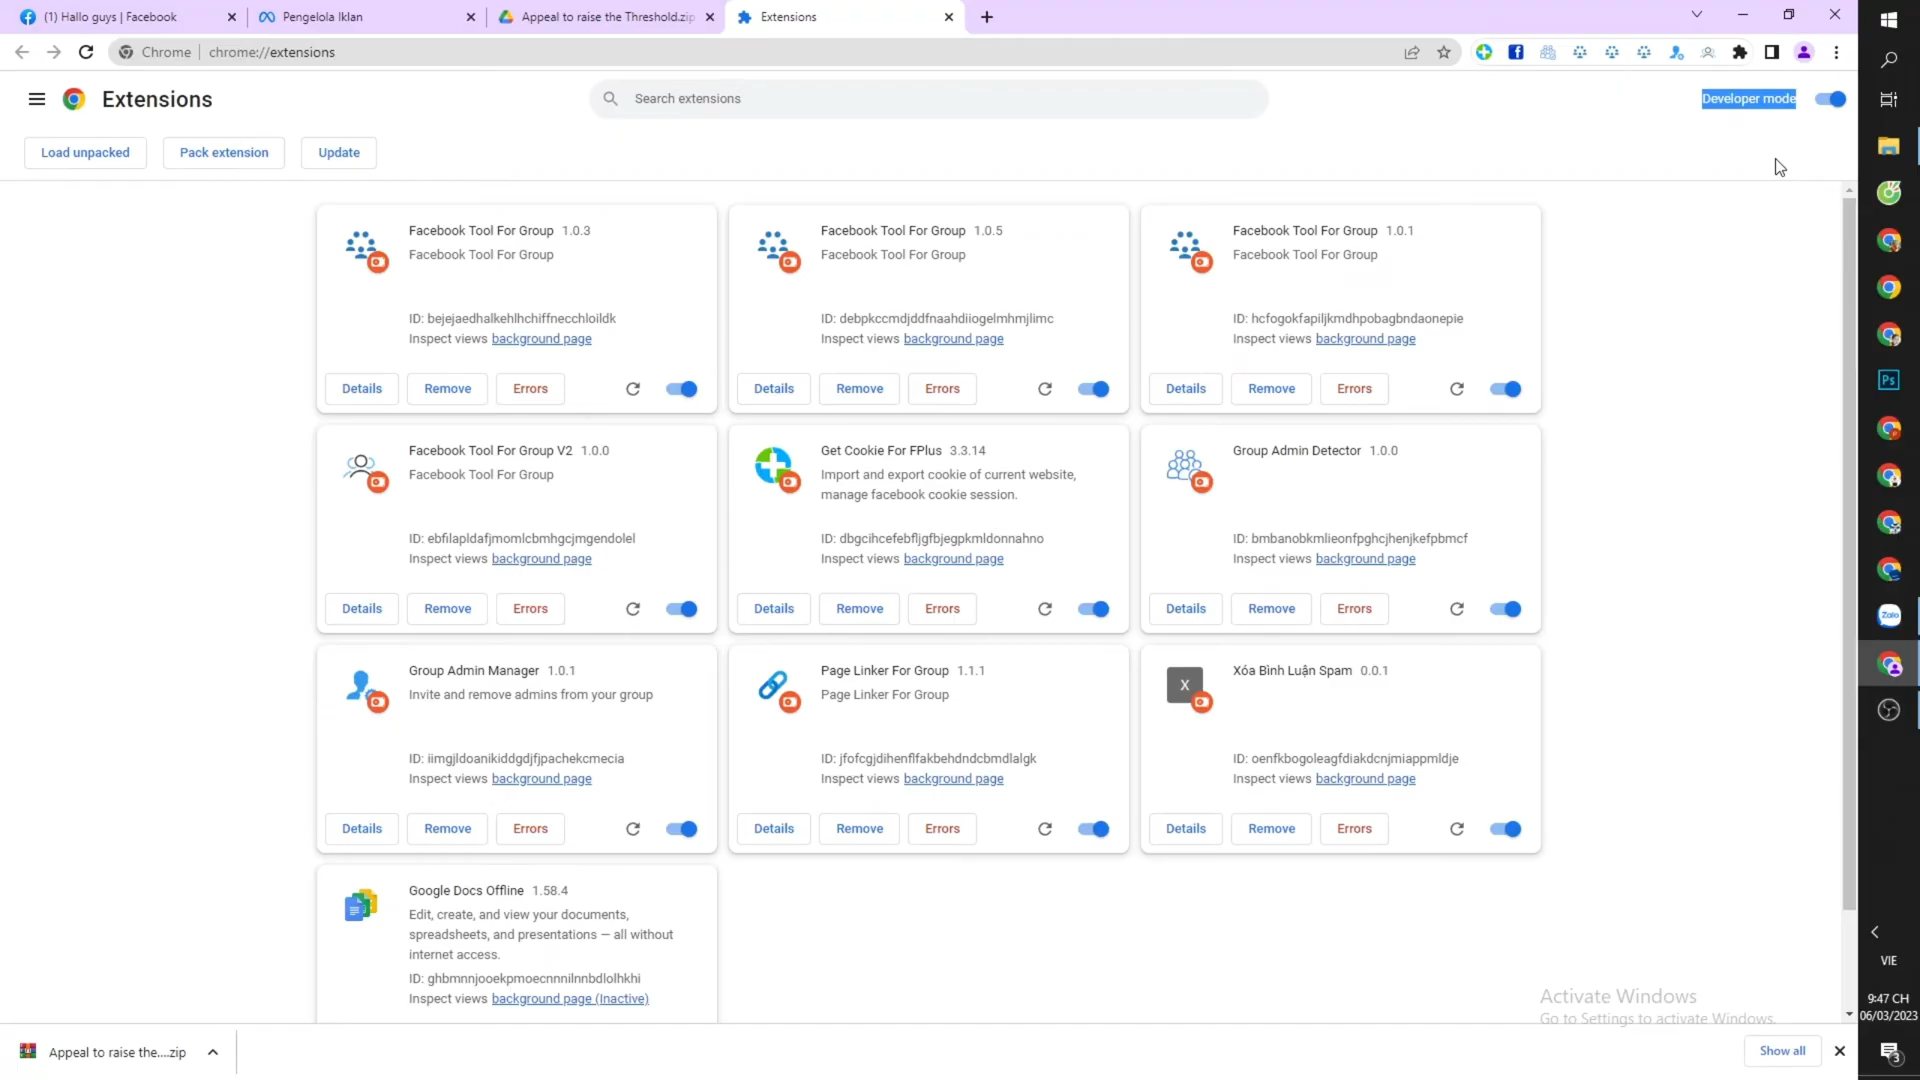 (1) Hallo guys | Facebook
Pengelola Iklan
Appeal to raise the Threshold.zip
Extensions
Chrome
chrome://extensions
Extensions
Search extensions
Developer mode
Load unpacked
Pack extension
Update
Facebook Tool For Group 1.0.3
Facebook Tool For Group
ID: bejejaedhalkehlhchiffnecchloildk
Inspect views background page
Details
Remove
Errors
Facebook Tool For Group 1.0.5
Facebook Tool For Group
ID: debpkccmdjddfnaahdiiogelmhmjlimc
Inspect views background page
Details
Remove
Errors
Facebook Tool For Group 1.0.1
Facebook Tool For Group
ID: hcfogokfapiljkmdhpobagbndaonepie
Inspect views background page
Details
Remove
Errors
Facebook Tool For Group V2 1.0.0
Facebook Tool For Group
ID: ebfilapldafjmomlcbmhgcjmgendolel
Inspect views background page
Details
Remove
Errors
Get Cookie For FPlus 3.3.14
Import and export cookie of current website,
manage facebook cookie session.
ID: dbgcihcefebfljgfbjegpkmldonnahno
Inspect views background page
Details
Remove
Errors
Group Admin Detector 1.0.0
ID: bmbanobkmlieonfpghcjhenjkefpbmcf
Inspect views background page
Details
Remove
Errors
Group Admin Manager 1.0.1
Invite and remove admins from your group
ID: iimgjldoanikiddgdjfjpachekcmecia
Inspect views background page
Details
Remove
Errors
Page Linker For Group 1.1.1
Page Linker For Group
ID: jfofcgjdihenflfakbehdndcbmdlalgk
Inspect views background page
Details
Remove
Errors
X
Xóa Bình Luận Spam 0.0.1
ID: oenfkbogoleagfdiakdcnjmiappmldje
Inspect views background page
Details
Remove
Errors
Google Docs Offline 1.58.4
Edit, create, and view your documents,
spreadsheets, and presentations — all without
internet access.
ID: ghbmnnjooekpmoecnnnilnnbdlolhkhi
Inspect views background page (Inactive)
Activate Windows
Go to Settings to activate Windows.
Appeal to raise the....zip
Show all
Ps
Zalo
VIE
9:47 CH
06/03/2023
3